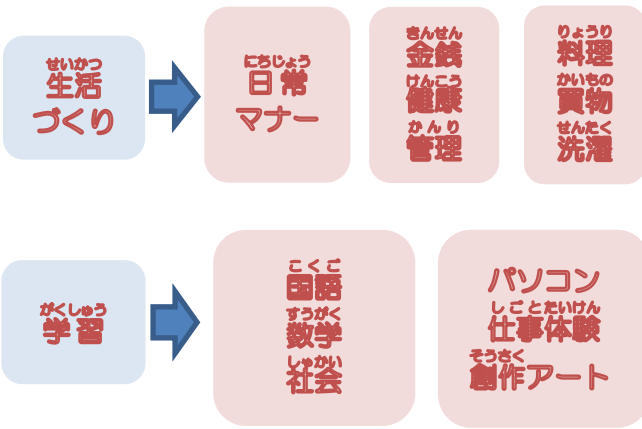 せいかつ
生活
づくり
にちじょう
日常
マナー
きんせん
金銭
けんこう
健康
かんり
管理
りょうり
料理
かいもの
買物
せんたく
洗濯
がくしゅう
学習
こくご
国語
すうがく
数学
しゃかい
社会
パソコン
しごとたいけん
仕事体験
そうさく
創作アート